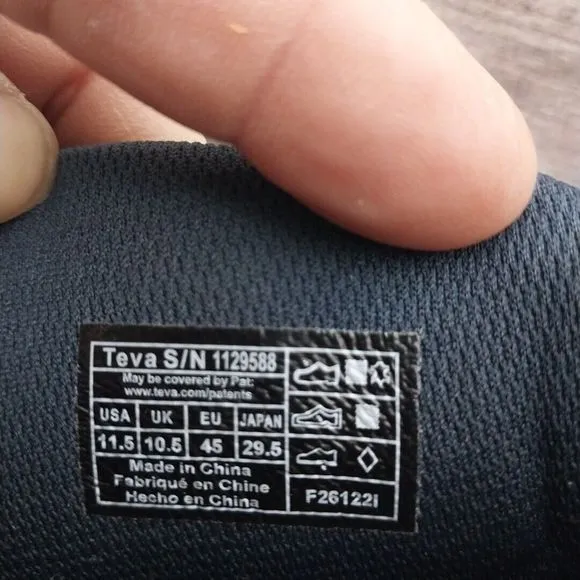 Teva S/N 1129588
May be covered by Pat:
www.teva.com/patents
USA UK EU JAPAN
11.5 10.5 45 29.5
Made in China
Fabriqué en Chine
Hecho en China
F26122I